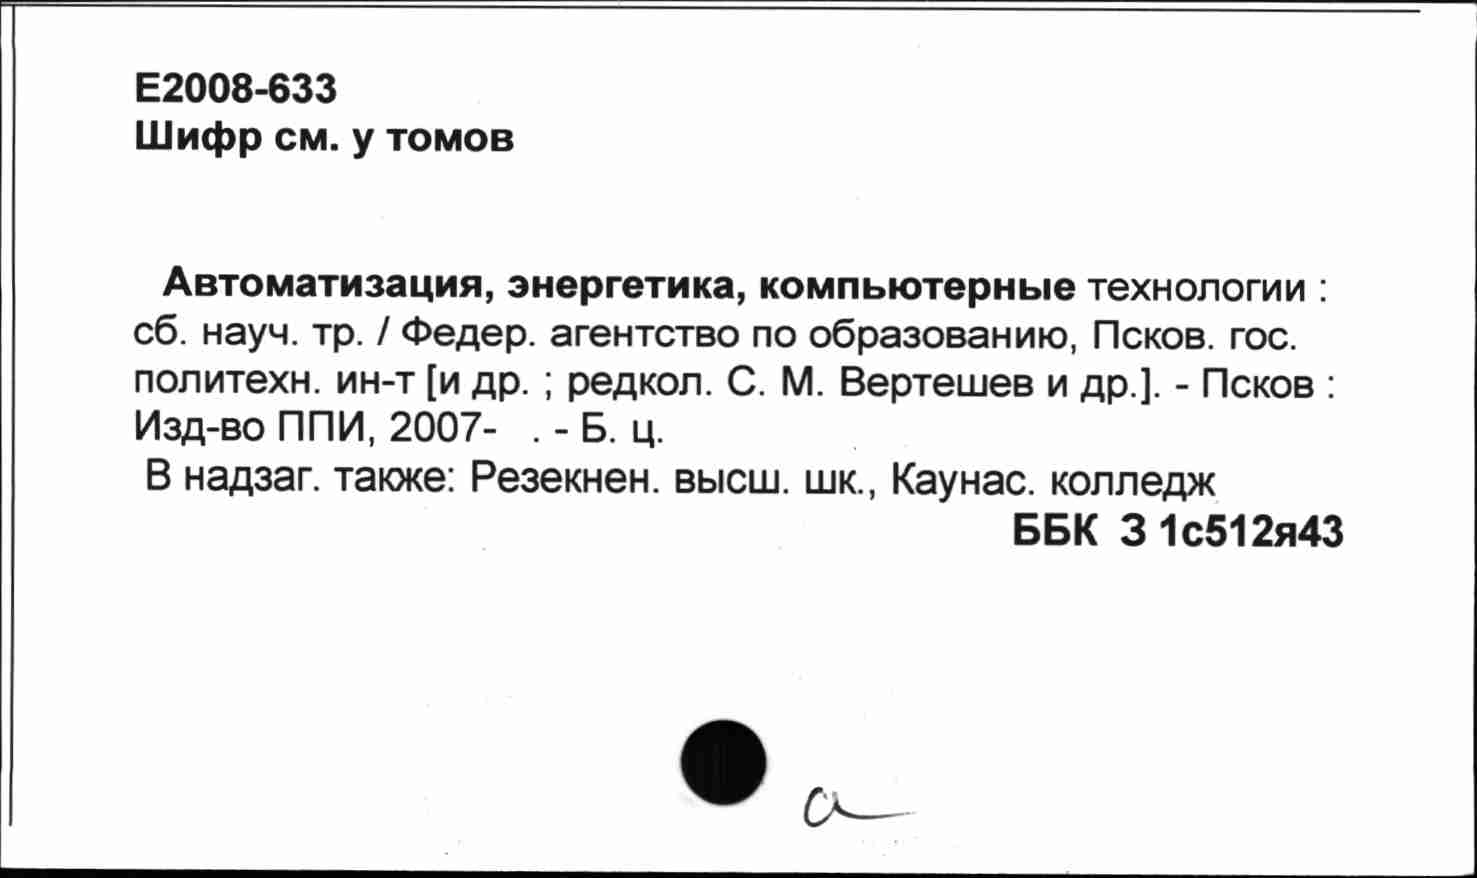 Е2008-633
Шифр см. у томов
Автоматизация, энергетика, компьютерные технологии :
сб. науч. тр. / Федер. агентство по образованию, Псков. гос.
политехн. ин-т [и др. ; редкол. С. М. Вертешев и др.]. - Псков :
Изд-во ППИ, 2007-   . - Б. ц.
В надзаг. также: Резекнен. высш. шк., Каунас. колледж
ББК  З 1с512я43
а